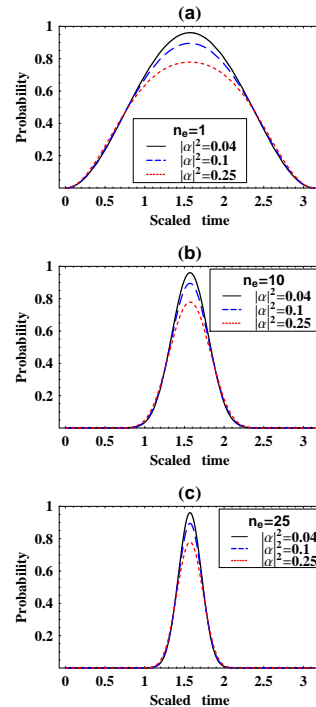 (a)
1
0.8
0.6
0.4
0.2
Probability
n_e=1
|α|²=0.04
|α|²=0.1
|α|²=0.25
0 0.5 1 1.5 2 2.5 3
Scaled time
(b)
1
0.8
0.6
0.4
0.2
Probability
n_e=10
|α|²=0.04
|α|²=0.1
|α|²=0.25
0 0.5 1 1.5 2 2.5 3
Scaled time
(c)
1
0.8
0.6
0.4
0.2
Probability
n_e=25
|α|²=0.04
|α|²=0.1
|α|²=0.25
0 0.5 1 1.5 2 2.5 3
Scaled time